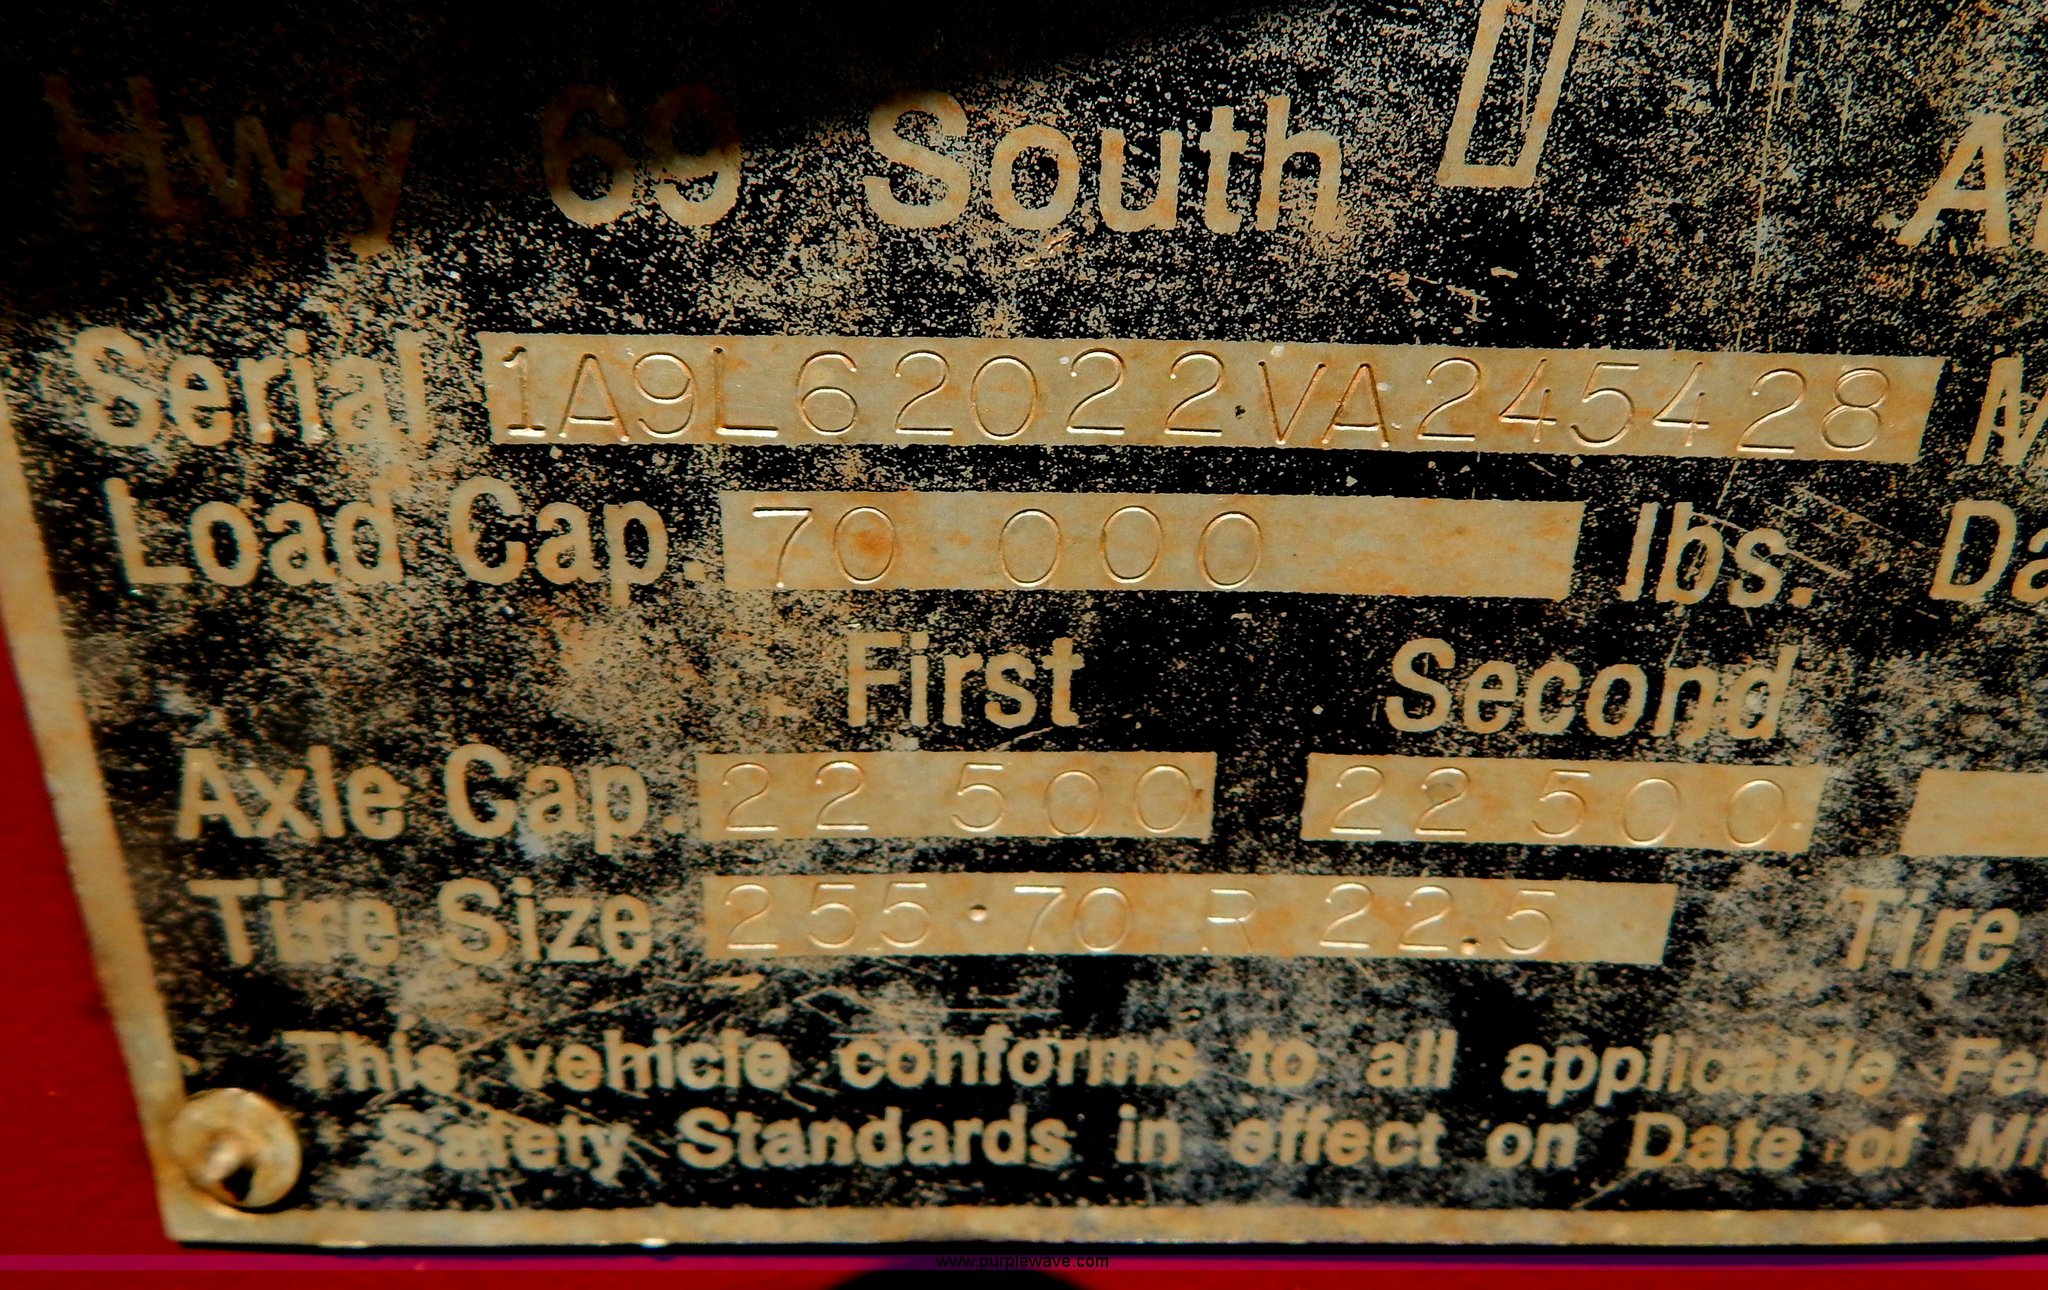 Hwy 69 South
Serial 1A9L62022VA245428
Load Cap. 70 000 lbs.
First Second
Axle Cap. 22 500 22 500
Tire Size 255·70 R 22.5 Tire
This vehicle conforms to all applicable
Safety Standards in effect on Date of
www.purplewave.com